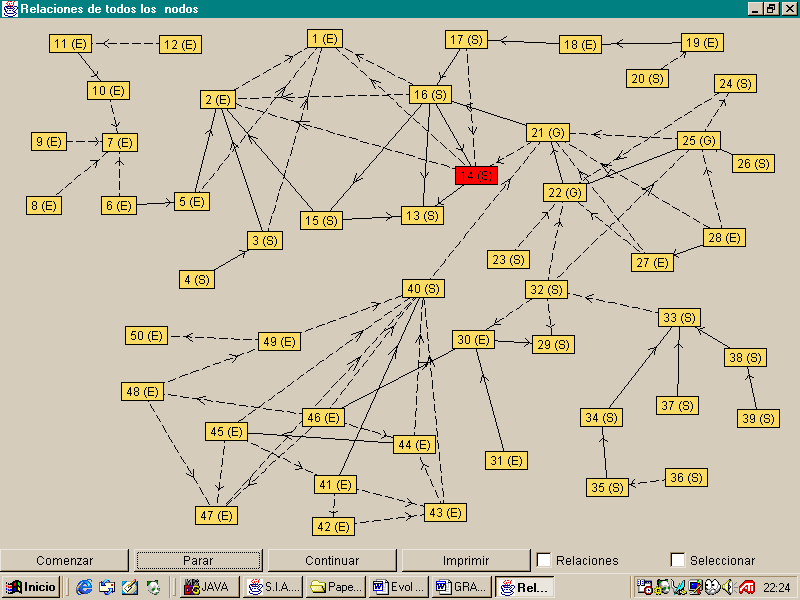 Relaciones de todos los nodos
11 (E)
12 (E)
1 (E)
17 (S)
18 (E)
19 (E)
20 (S)
24 (S)
10 (E)
2 (E)
16 (S)
9 (E)
7 (E)
21 (G)
25 (G)
26 (S)
14 (S)
22 (G)
8 (E)
6 (E)
5 (E)
15 (S)
13 (S)
3 (S)
28 (E)
23 (S)
27 (E)
4 (S)
40 (S)
32 (S)
50 (E)
49 (E)
30 (E)
29 (S)
33 (S)
38 (S)
48 (E)
46 (E)
45 (E)
44 (E)
34 (S)
37 (S)
39 (S)
31 (E)
41 (E)
35 (S)
36 (S)
47 (E)
42 (E)
43 (E)
Comenzar
Parar
Continuar
Imprimir
Relaciones
Seleccionar
Inicio
JAVA
S.I.A....
Pape...
Evol ...
GRA...
Rel...
22:24